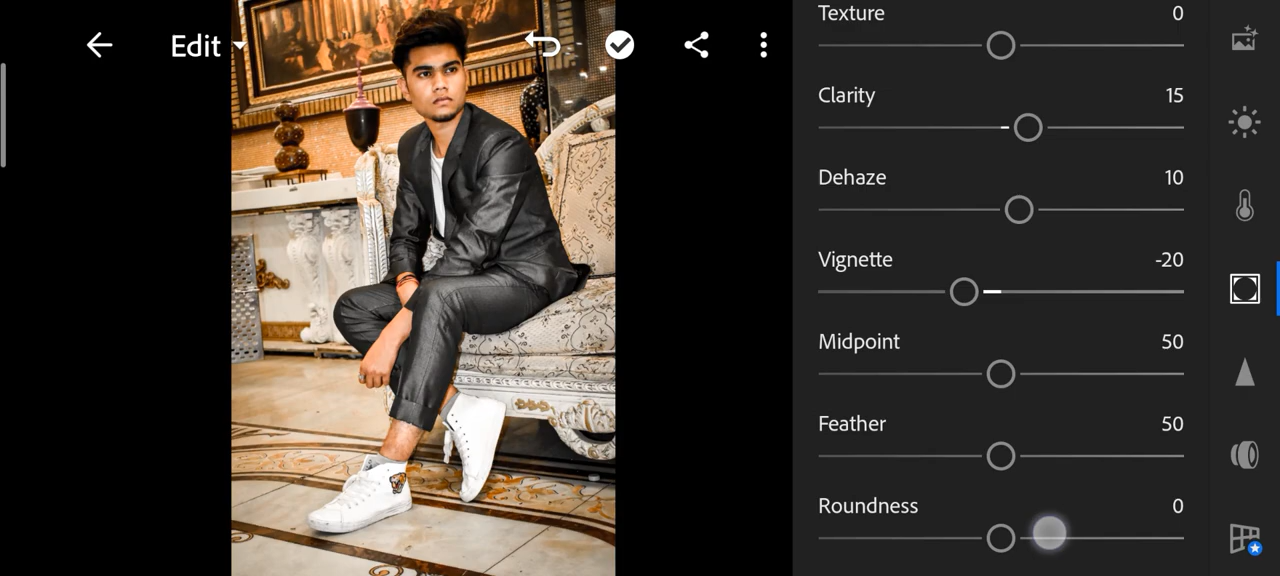 Edit
Texture 0
Clarity 15
Dehaze 10
Vignette -20
Midpoint 50
Feather 50
Roundness 0